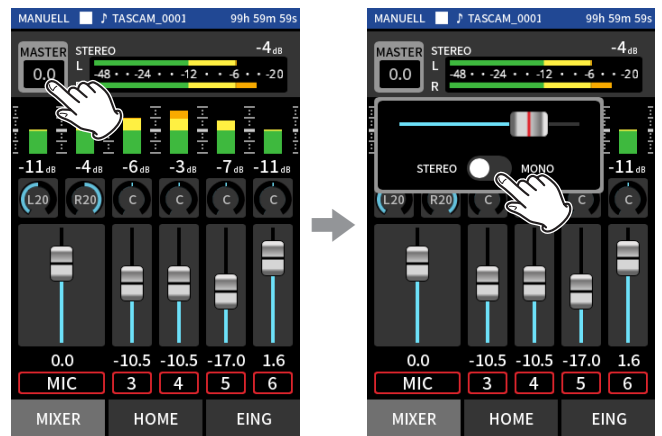 MANUELL ♪ TASCAM_0001 99h 59m 59s
MASTER STEREO -4dB
0.0 L
-48 · · -24 · · -12 · · -6 · · -20
R
-11dB -4dB -6dB -3dB -7dB -11dB
L20 R20 C C C C
0.0 -10.5 -10.5 -17.0 1.6
MIC 3 4 5 6
MIXER HOME EING
MANUELL ♪ TASCAM_0001 99h 59m 59s
MASTER STEREO -4dB
0.0 L
-48 · · -24 · · -12 · · -6 · · -20
R
STEREO MONO
-11dB
L20 R20 C C C
0.0 -10.5 -10.5 -17.0 1.6
MIC 3 4 5 6
MIXER HOME EING